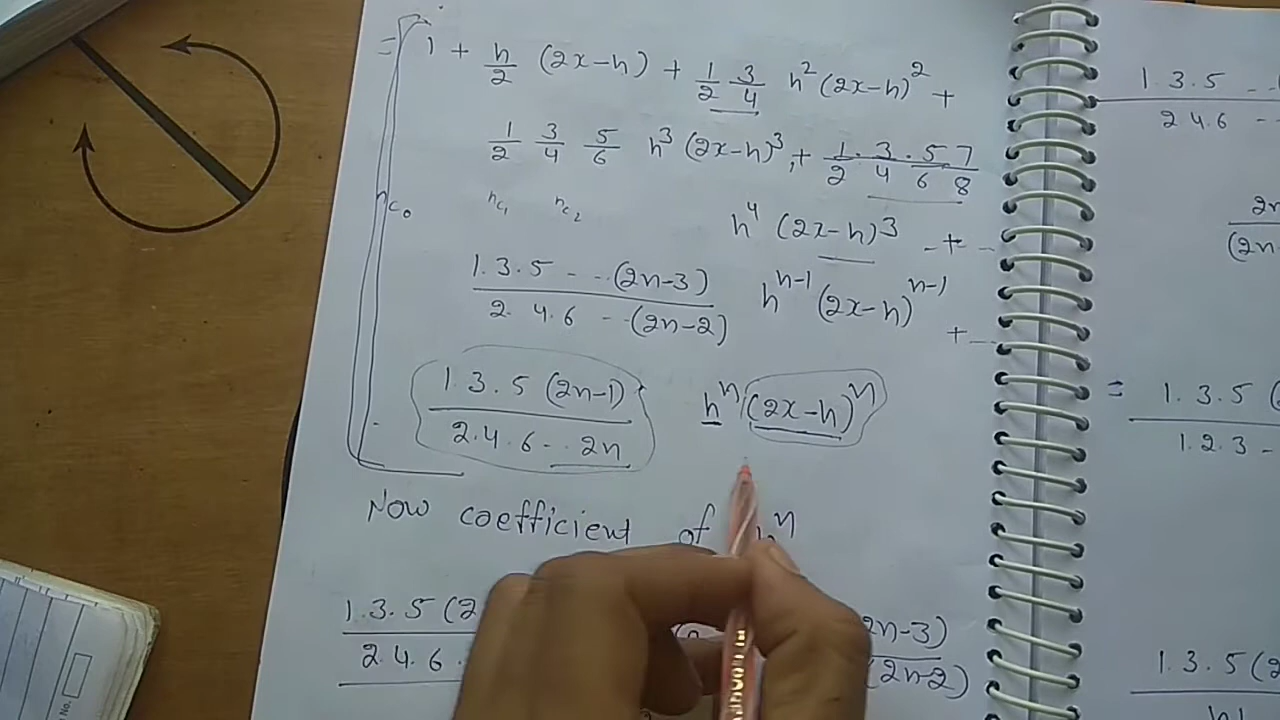 = 1 + h/2 (2x-h) + 1/2 3/4 h² (2x-h)² +
1/2 3/4 5/6 h³ (2x-h)³ + 1.3.5.7/2 4 6 8
nc₀ nc₁ nc₂
h⁴ (2x-h)³ -+-
1.3.5 - -·(2n-3)/2. 4.6 - ·(2n-2) hⁿ⁻¹ (2x-h)ⁿ⁻¹ + --
1.3.5 (2n-1)/2.4.6 - ·2n hⁿ (2x-h)ⁿ
Now coefficient of hⁿ
1.3.5 (2
2.4.6
2n-3)
(2n-2)
1.3.5 --
2 4.6 -
2n
(2n
= 1.3.5 (
1.2.3 -
1.3.5 (2
No.